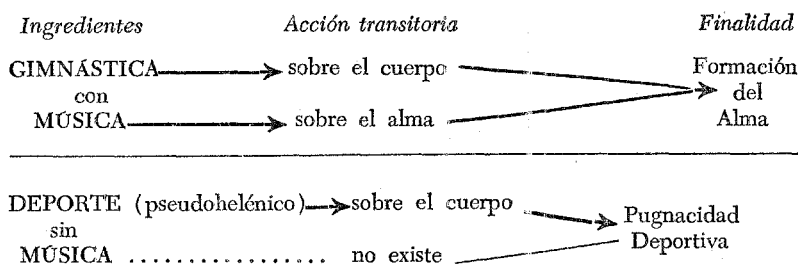 Ingredientes Acción transitoria Finalidad
GIMNÁSTICA sobre el cuerpo Formación
con del
MÚSICA sobre el alma Alma
DEPORTE (pseudohelénico) sobre el cuerpo Pugnacidad
sin Deportiva
MÚSICA ................. no existe